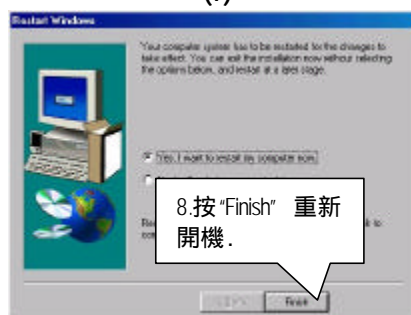 Restart Windows
Your computer system has to be restarted for the changes to
take effect. You can exit the installation now without selecting
the options below, and restart at a later stage.
Yes, I want to restart my computer now.
8.按“Finish” 重新
開機.
Finish